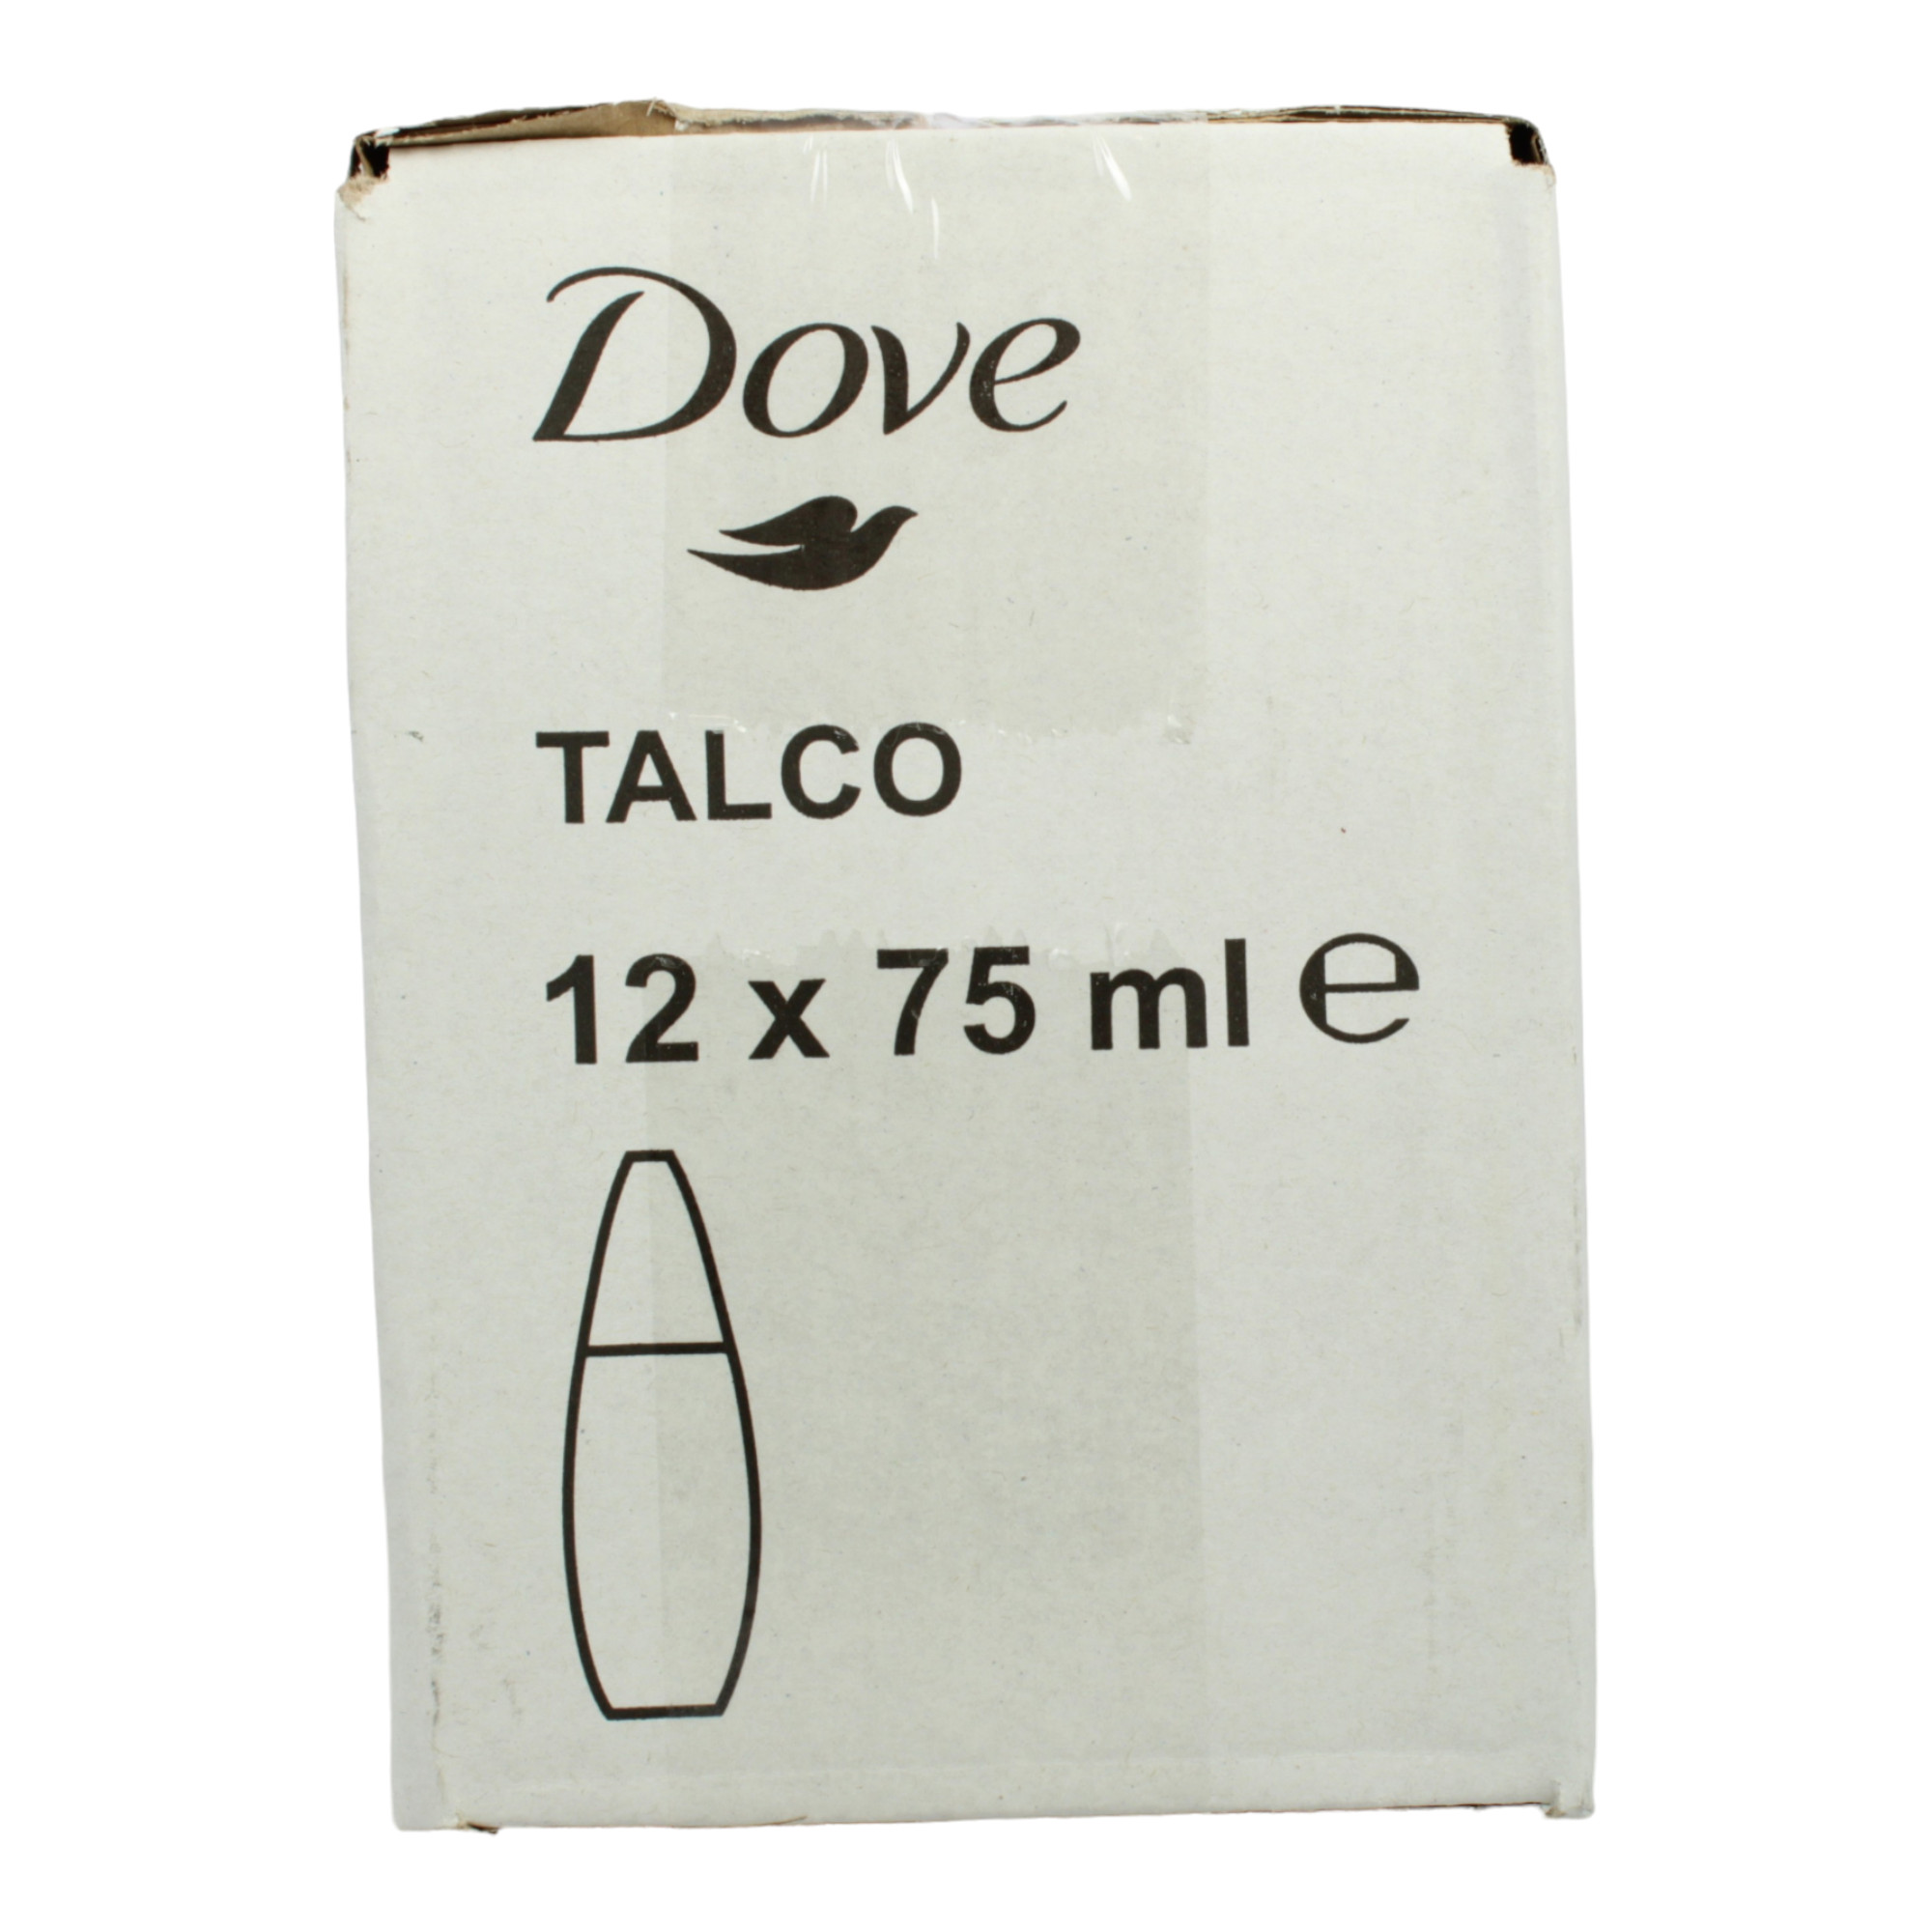 Dove
TALCO
12 x 75 ml ℮